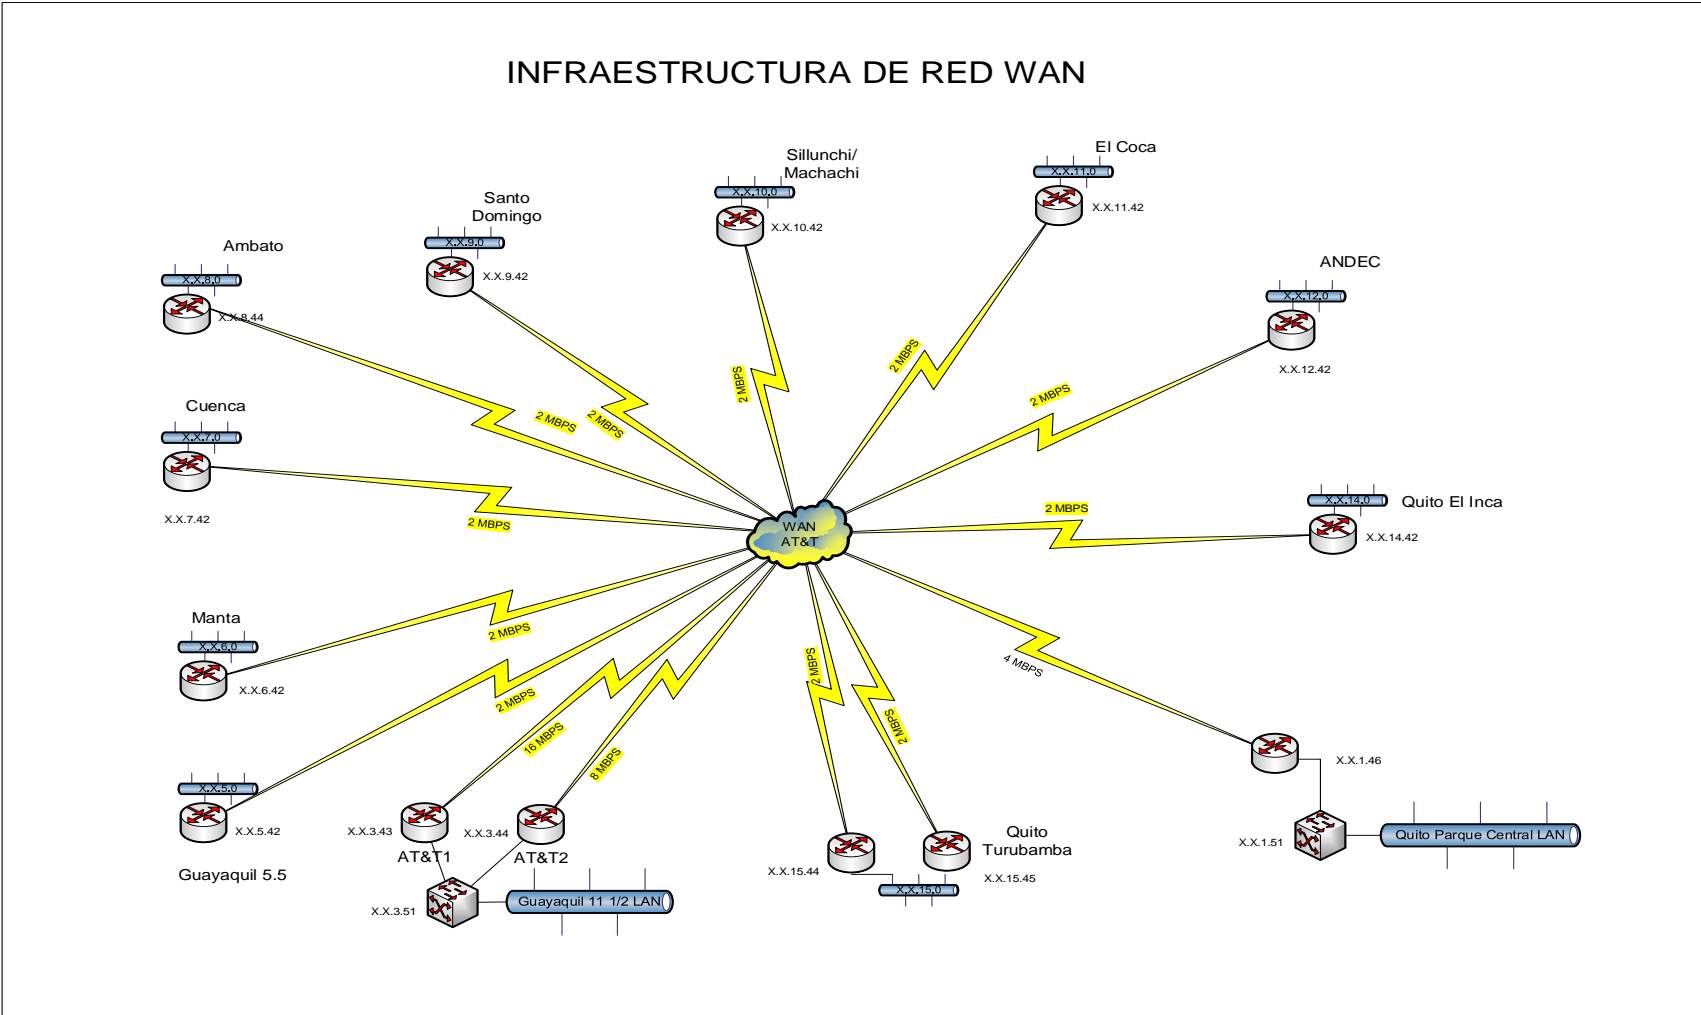 INFRAESTRUCTURA DE RED WAN
Sillunchi/
Machachi
X.X.10.0
X.X.10.42
El Coca
X.X.11.0
X.X.11.42
Santo
Domingo
X.X.9.0
X.X.9.42
Ambato
X.X.8.0
X.X.8.44
ANDEC
X.X.12.0
X.X.12.42
2 MBPS
2 MBPS
2 MBPS
2 MBPS
2 MBPS
Cuenca
X.X.7.0
X.X.7.42
2 MBPS
WAN
AT&T
2 MBPS
X.X.14.0
Quito El Inca
X.X.14.42
Manta
X.X.6.0
X.X.6.42
2 MBPS
2 MBPS
16 MBPS
8 MBPS
2 MBPS
2 MBPS
4 MBPS
X.X.5.0
X.X.5.42
Guayaquil 5.5
X.X.3.43
AT&T1
X.X.3.44
AT&T2
X.X.3.51
Guayaquil 11 1/2 LAN
X.X.15.44
Quito
Turubamba
X.X.15.45
X.X.15.0
X.X.1.46
X.X.1.51
Quito Parque Central LAN